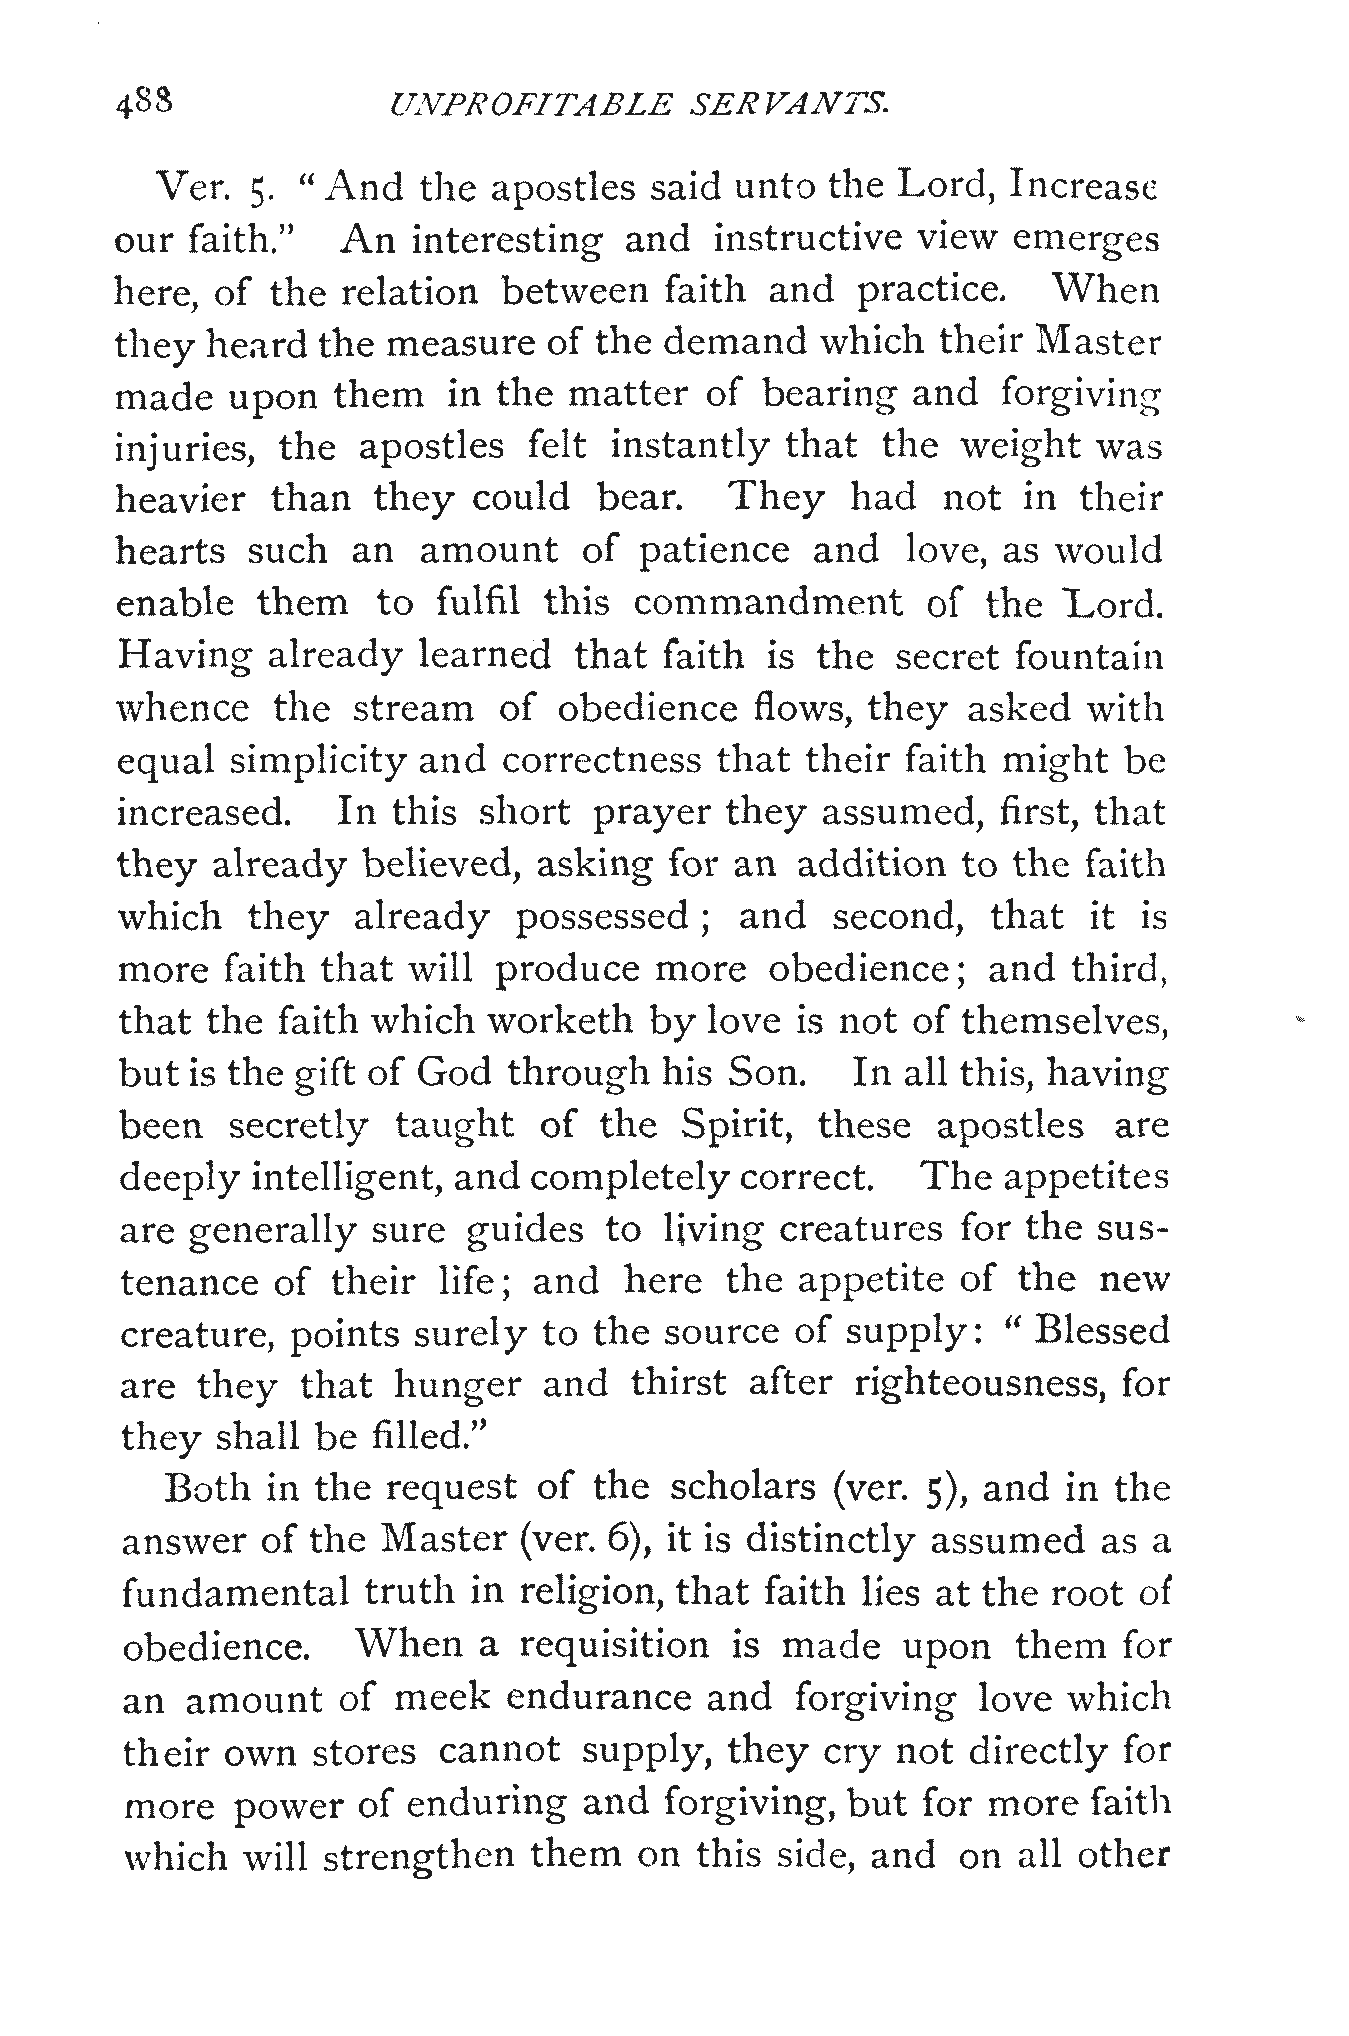 488 UNPROFITABLE SERVANTS.
Ver. 5. “ And the apostles said unto the Lord, Increase
our faith.” An interesting and instructive view emerges
here, of the relation between faith and practice. When
they heard the measure of the demand which their Master
made upon them in the matter of bearing and forgiving
injuries, the apostles felt instantly that the weight was
heavier than they could bear. They had not in their
hearts such an amount of patience and love, as would
enable them to fulfil this commandment of the Lord.
Having already learned that faith is the secret fountain
whence the stream of obedience flows, they asked with
equal simplicity and correctness that their faith might be
increased. In this short prayer they assumed, first, that
they already believed, asking for an addition to the faith
which they already possessed ; and second, that it is
more faith that will produce more obedience ; and third,
that the faith which worketh by love is not of themselves,
but is the gift of God through his Son. In all this, having
been secretly taught of the Spirit, these apostles are
deeply intelligent, and completely correct. The appetites
are generally sure guides to living creatures for the sus-
tenance of their life ; and here the appetite of the new
creature, points surely to the source of supply: “ Blessed
are they that hunger and thirst after righteousness, for
they shall be filled.”
Both in the request of the scholars (ver. 5), and in the
answer of the Master (ver. 6), it is distinctly assumed as a
fundamental truth in religion, that faith lies at the root of
obedience. When a requisition is made upon them for
an amount of meek endurance and forgiving love which
their own stores cannot supply, they cry not directly for
more power of enduring and forgiving, but for more faith
which will strengthen them on this side, and on all other